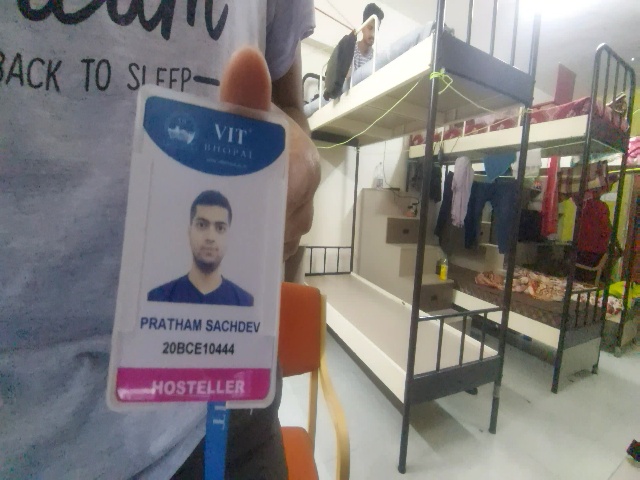 BACK TO SLEEP
VIT
BHOPAL
PRATHAM SACHDEV
20BCE10444
HOSTELLER